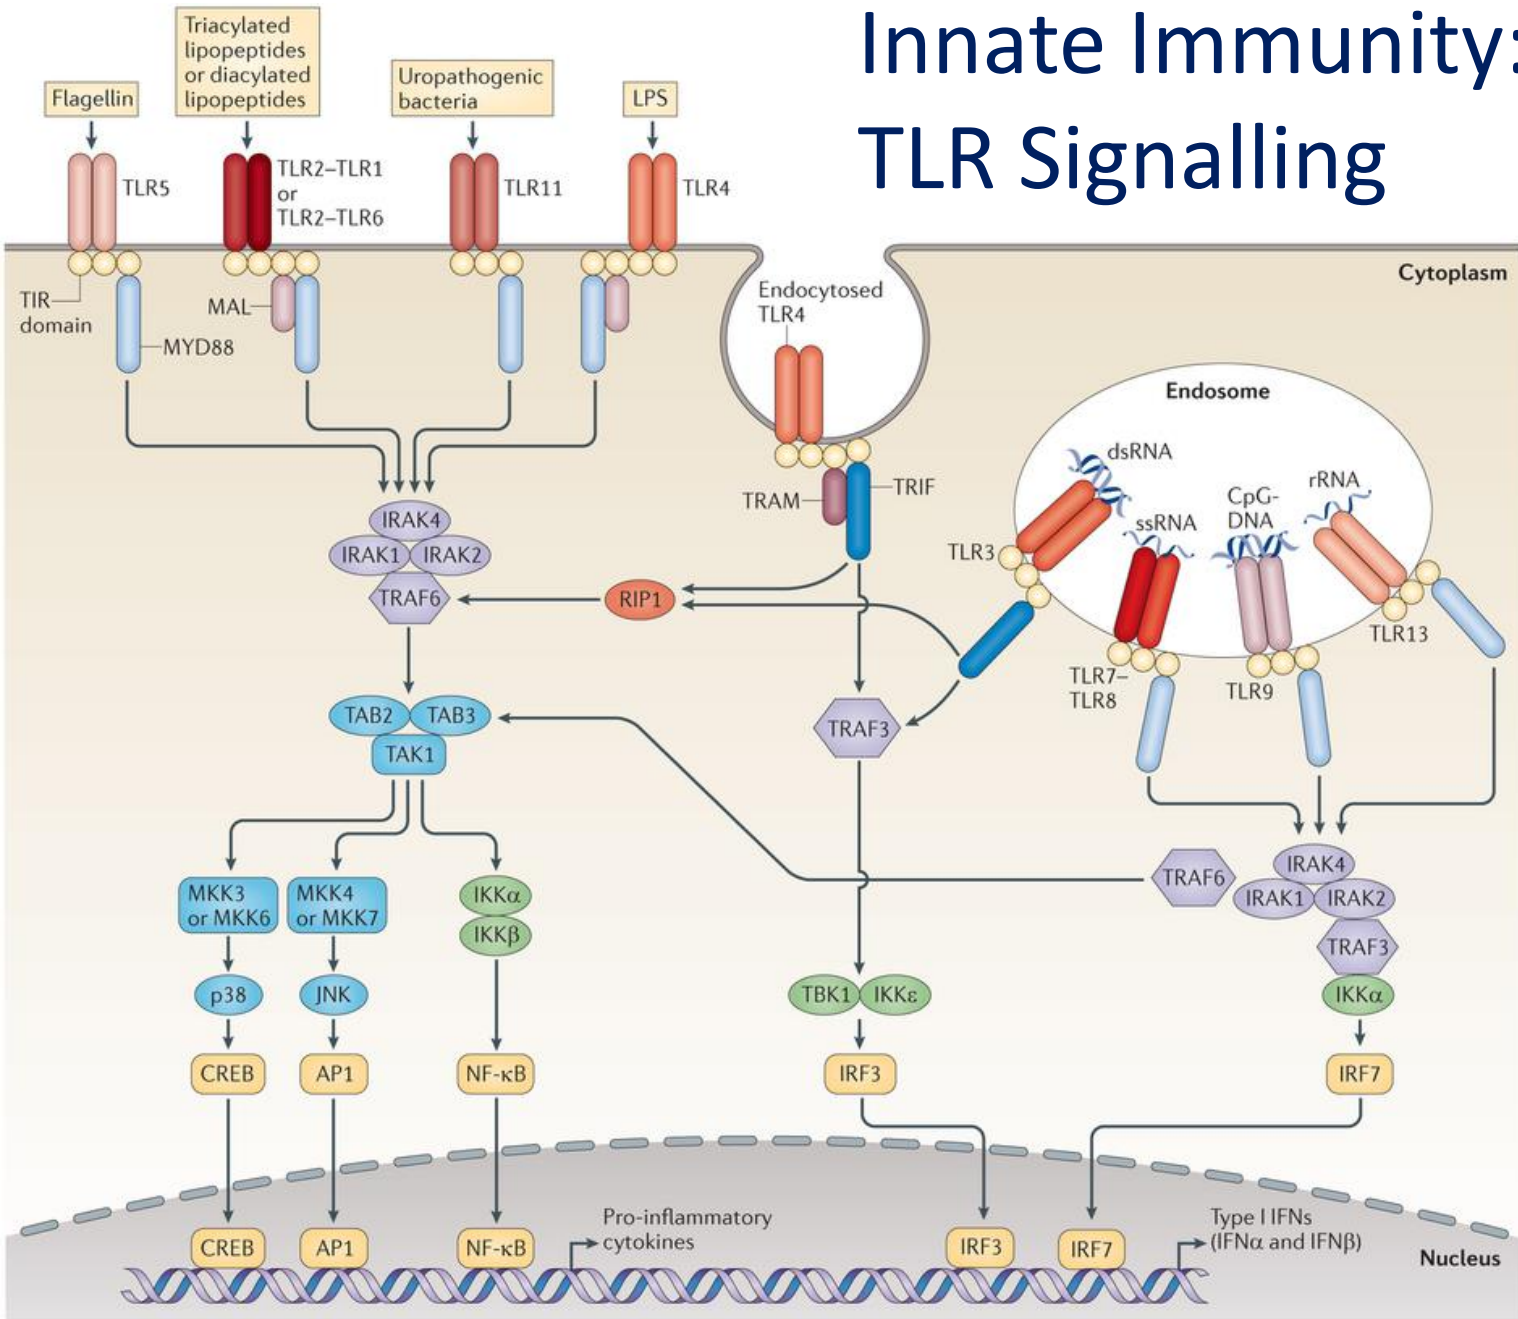 Innate Immunity:
TLR Signalling
Triacylated
lipopeptides
or diacylated
lipopeptides
Flagellin
Uropathogenic
bacteria
LPS
TLR5
TLR2–TLR1
or
TLR2–TLR6
TLR11
TLR4
Cytoplasm
TIR
domain
MAL
MYD88
Endocytosed
TLR4
Endosome
dsRNA
rRNA
CpG-
DNA
ssRNA
TRAM
TRIF
TLR3
TLR13
TLR7–
TLR8
TLR9
IRAK4
IRAK1
IRAK2
TRAF6
RIP1
TAB2
TAB3
TAK1
TRAF3
MKK3
or MKK6
MKK4
or MKK7
IKKα
IKKβ
TRAF6
IRAK4
IRAK1
IRAK2
TRAF3
IKKα
p38
JNK
TBK1
IKKε
CREB
AP1
NF-κB
IRF3
IRF7
Pro-inflammatory
cytokines
Type I IFNs
(IFNα and IFNβ)
CREB
AP1
NF-κB
IRF3
IRF7
Nucleus